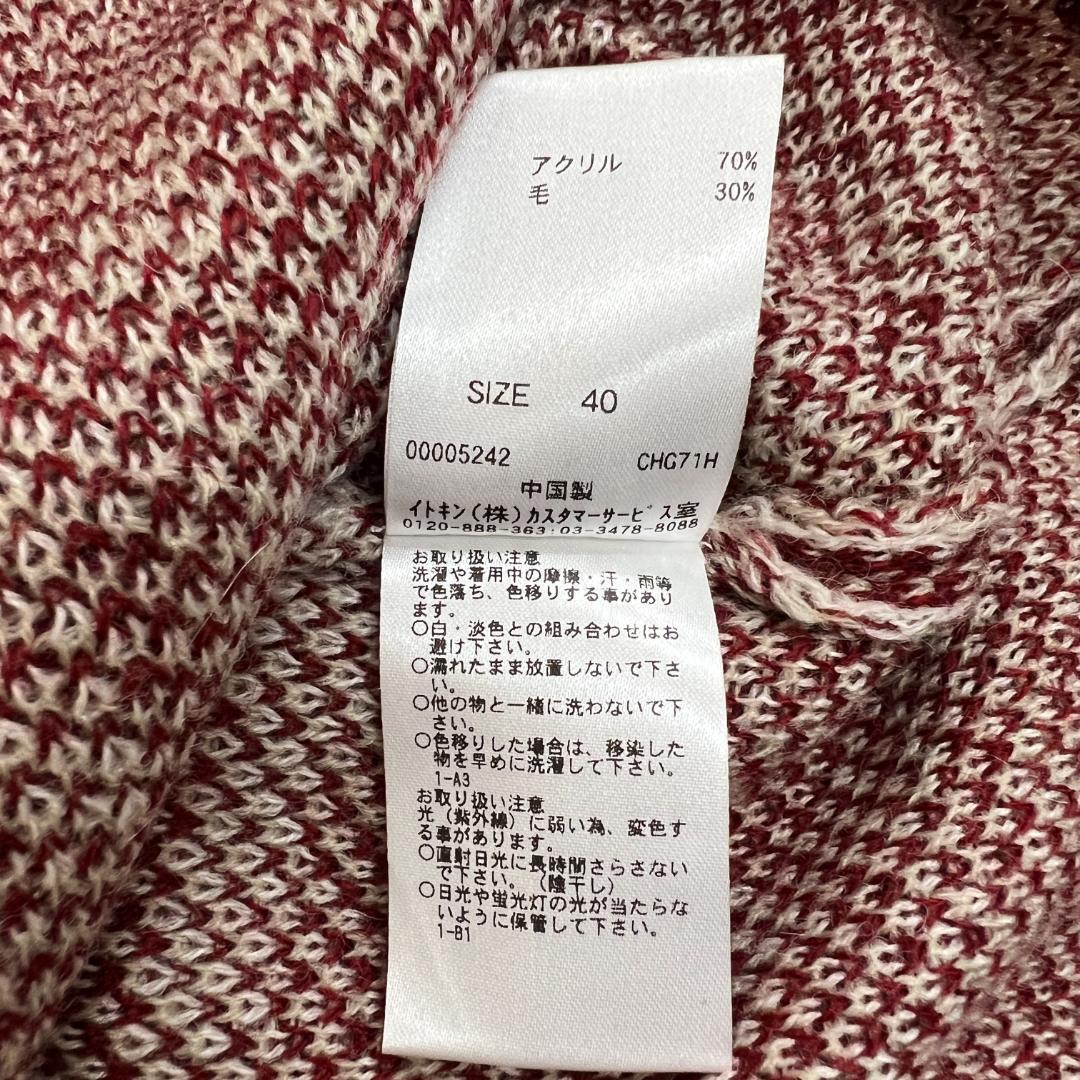 アクリル 70%
毛 30%
SIZE 40
00005242 CHG71H
中国製
イトキン(株)カスタマーサービス室
0120-888-363:03-3478-8088
お取り扱い注意
洗濯や着用中の摩擦・汗・雨等
で色落ち、色移りする事があり
ます。
○白・淡色との組み合わせはお
避け下さい。
○濡れたまま放置しないで下さ
い。
○他の物と一緒に洗わないで下
さい。
○色移りした場合は、移染した
物を早めに洗濯して下さい。
1-A3
お取り扱い注意
光(紫外線)に弱い為、変色す
る事があります。
○直射日光に長時間さらさない
で下さい。(陰干し)
○日光や蛍光灯の光が当たらな
いように保管して下さい。
1-B1